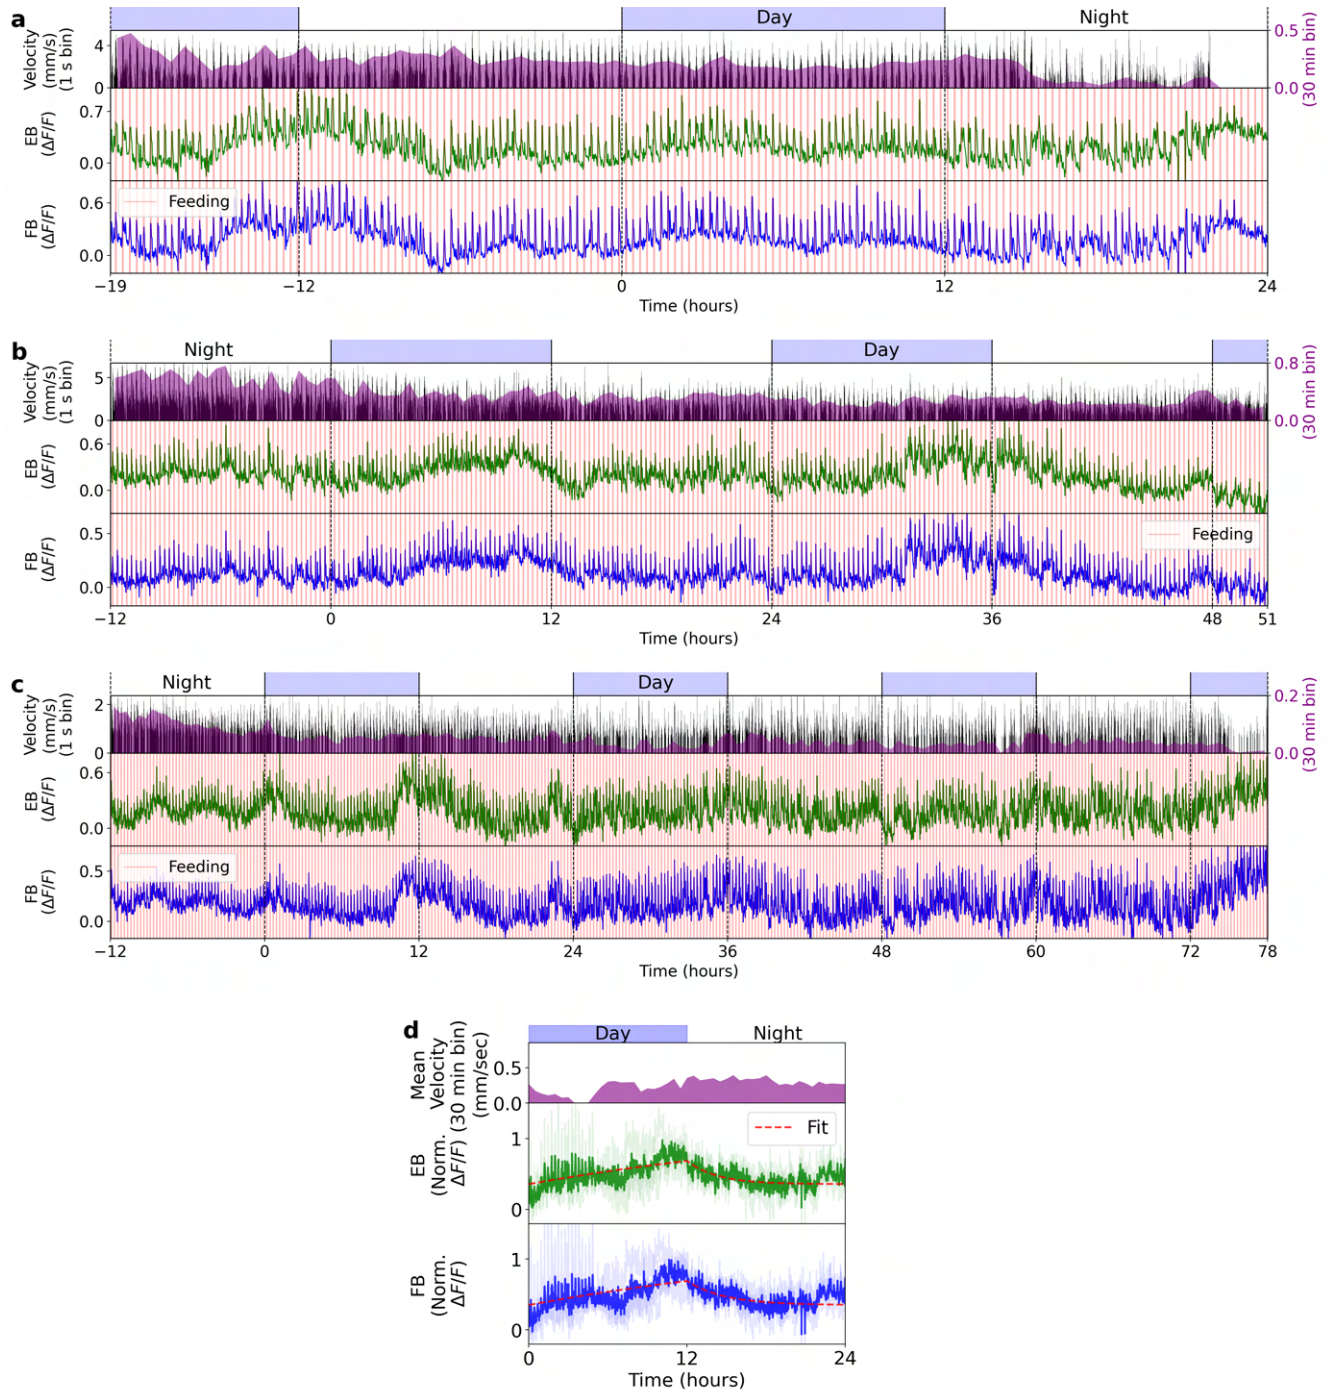 a
Day
Night
Velocity
(mm/s)
(1 s bin)
4
0
0.5
0.0
(30 min bin)
EB
(ΔF/F)
0.7
0.0
FB
(ΔF/F)
0.6
0.0
Feeding
−19
−12
0
12
24
Time (hours)
b
Night
Day
Velocity
(mm/s)
(1 s bin)
5
0
0.8
0.0
(30 min bin)
EB
(ΔF/F)
0.6
0.0
FB
(ΔF/F)
0.5
0.0
Feeding
−12
0
12
24
36
48
51
Time (hours)
c
Night
Day
Velocity
(mm/s)
(1 s bin)
2
0
0.2
0.0
(30 min bin)
EB
(ΔF/F)
0.6
0.0
FB
(ΔF/F)
0.5
0.0
Feeding
−12
0
12
24
36
48
60
72
78
Time (hours)
d
Day
Night
Mean
Velocity
(30 min bin)
(mm/sec)
0.5
0.0
EB
(Norm.
ΔF/F)
1
0
Fit
FB
(Norm.
ΔF/F)
1
0
0
12
24
Time (hours)